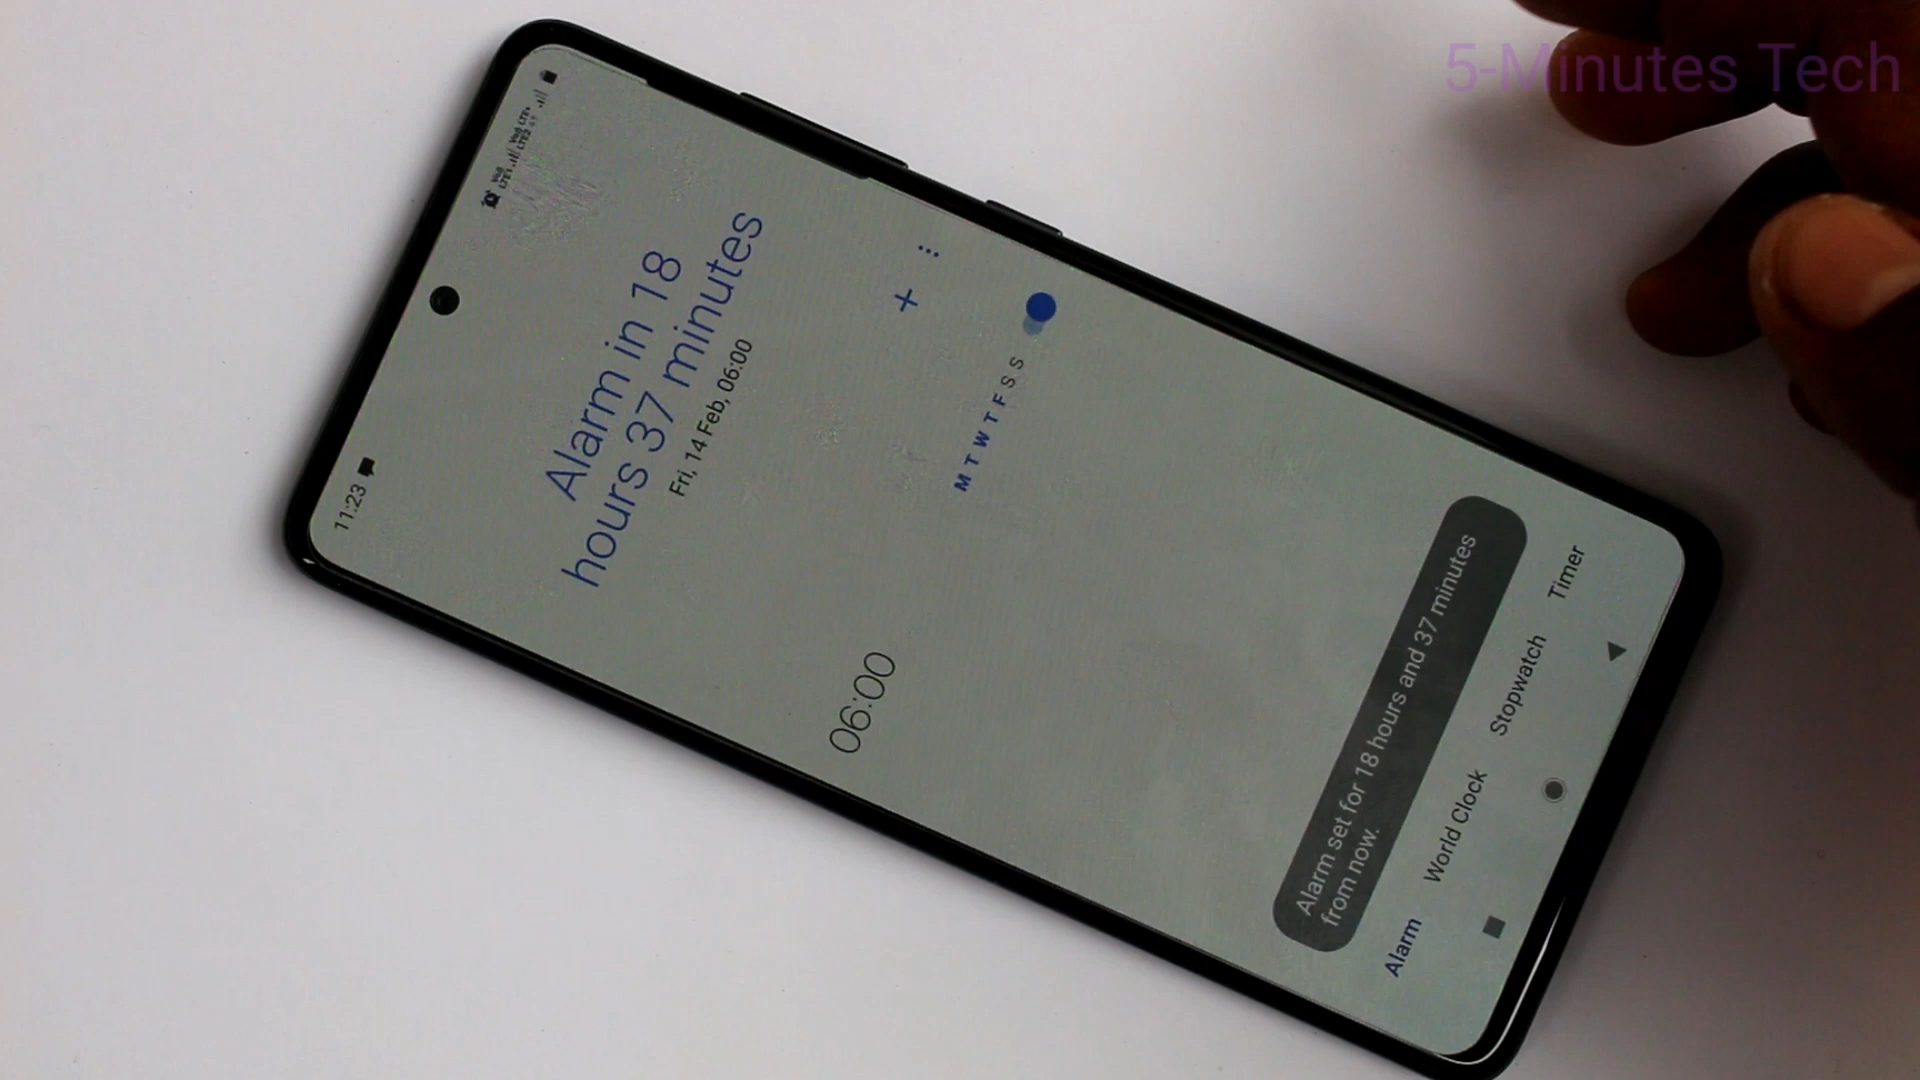 5-Minutes Tech
11:23
Alarm in 18
hours 37 minutes
Fri, 14 Feb, 06:00
+
06:00
M T W T F S S
Alarm set for 18 hours and 37 minutes
from now.
Alarm World Clock Stopwatch Timer